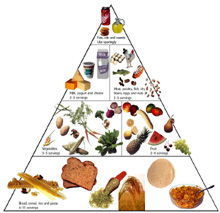 Fats, oils and sweets
Use sparingly
Milk, yogurt and cheese
2-3 servings
Meat, poultry, fish, dry
beans, eggs and nuts
2-3 servings
Vegetables
3-5 servings
Fruit
2-4 servings
Bread, cereal, rice and pasta
6-11 servings